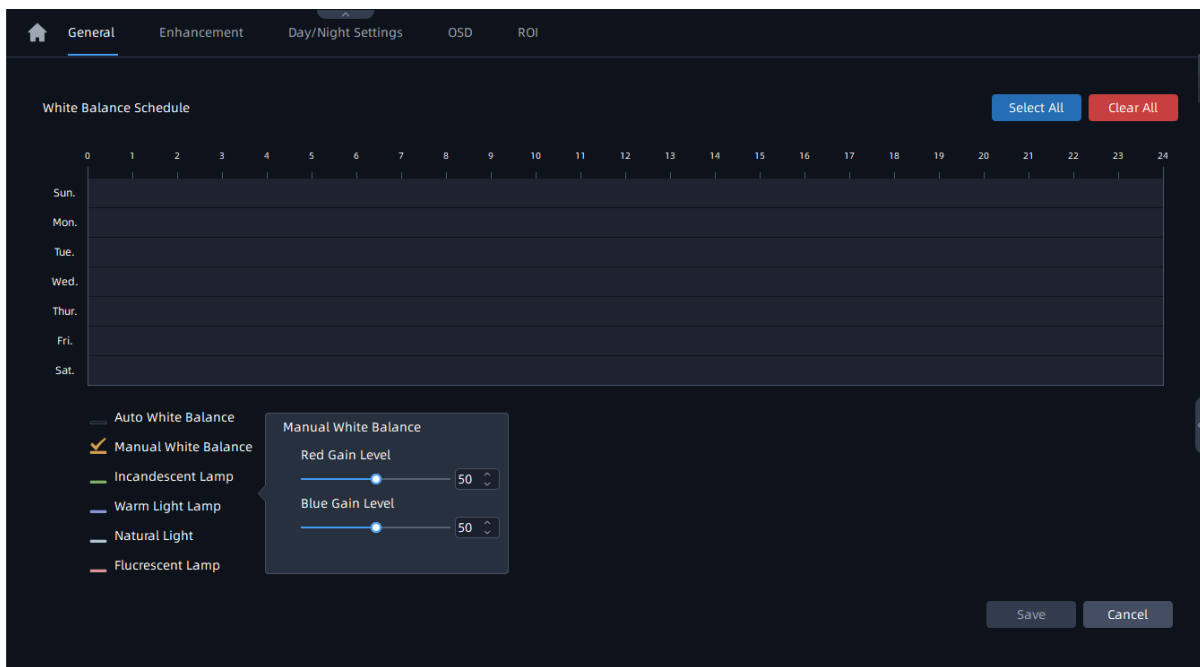 General Enhancement Day/Night Settings OSD ROI
White Balance Schedule Select All Clear All
0 1 2 3 4 5 6 7 8 9 10 11 12 13 14 15 16 17 18 19 20 21 22 23 24
Sun.
Mon.
Tue.
Wed.
Thur.
Fri.
Sat.
Auto White Balance
Manual White Balance
Incandescent Lamp
Warm Light Lamp
Natural Light
Flucrescent Lamp
Manual White Balance
Red Gain Level
50
Blue Gain Level
50
Save Cancel